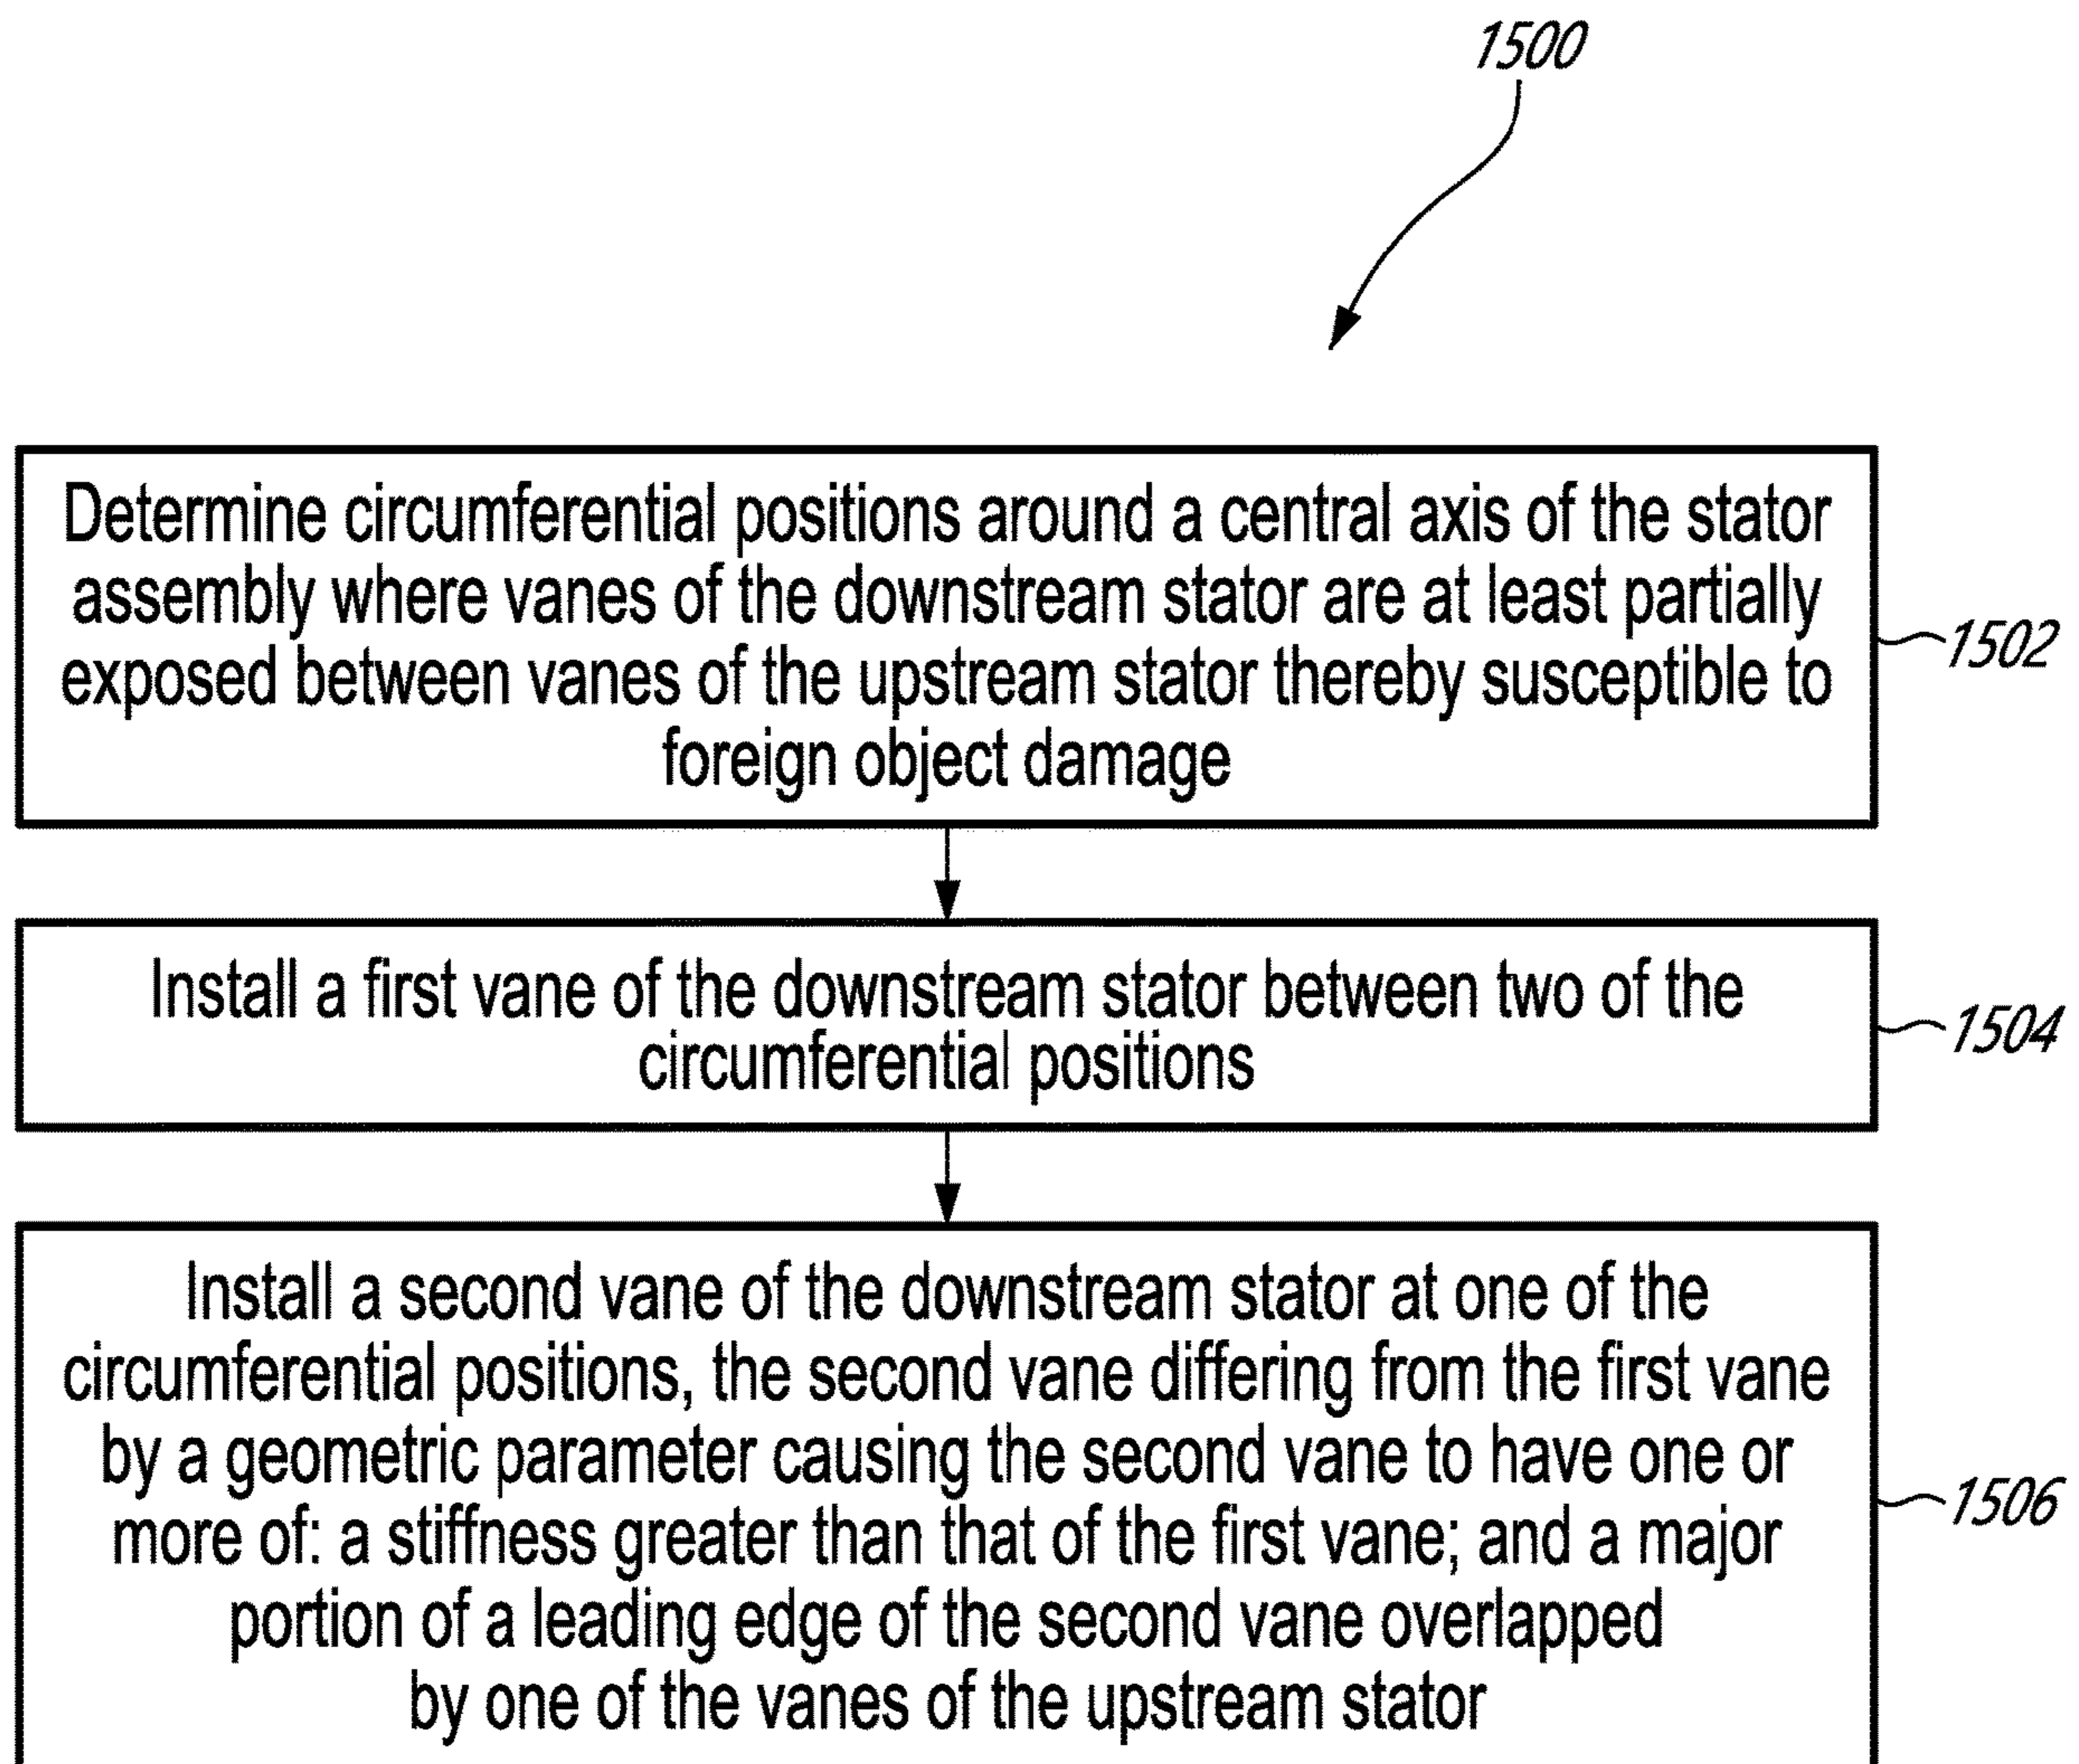 1500
Determine circumferential positions around a central axis of the stator
assembly where vanes of the downstream stator are at least partially
exposed between vanes of the upstream stator thereby susceptible to
foreign object damage
1502
Install a first vane of the downstream stator between two of the
circumferential positions
1504
Install a second vane of the downstream stator at one of the
circumferential positions, the second vane differing from the first vane
by a geometric parameter causing the second vane to have one or
more of: a stiffness greater than that of the first vane; and a major
portion of a leading edge of the second vane overlapped
by one of the vanes of the upstream stator
1506